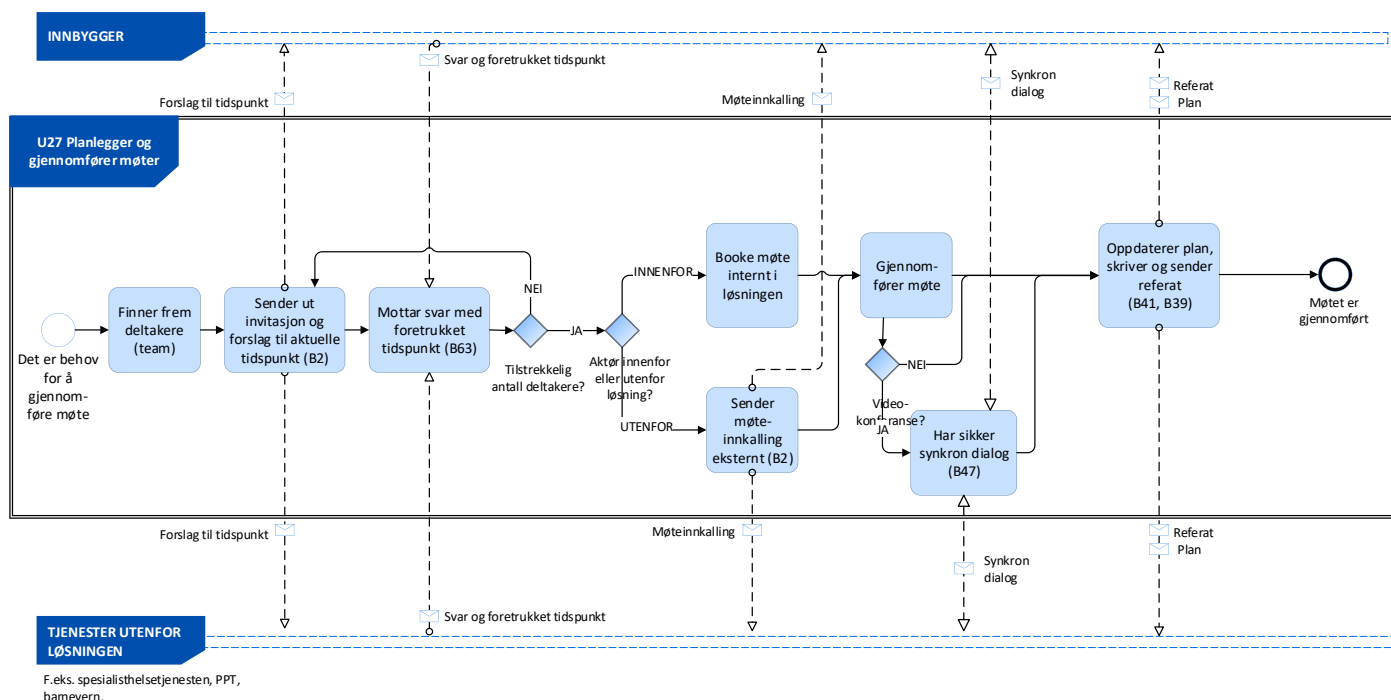 INNBYGGER
Svar og foretrukket tidspunkt
Synkron
dialog
Referat
Plan
Forslag til tidspunkt
Møteinnkalling
U27 Planlegger og
gjennomfører møter
Det er behov
for å
gjennom-
føre møte
Finner frem
deltakere
(team)
Sender ut
invitasjon og
forslag til aktuelle
tidspunkt (B2)
Mottar svar med
foretrukket
tidspunkt (B63)
NEI
JA
Tilstrekkelig
antall deltakere?
Aktør innenfor
eller utenfor
løsning?
INNENFOR
UTENFOR
Booke møte
internt i
løsningen
Sender
møte-
innkalling
eksternt (B2)
Gjennom-
fører møte
NEI
Video-
konferanse?
JA
Har sikker
synkron dialog
(B47)
Oppdaterer plan,
skriver og sender
referat
(B41, B39)
Møtet er
gjennomført
Forslag til tidspunkt
Møteinnkalling
Referat
Plan
Synkron
dialog
Svar og foretrukket tidspunkt
TJENESTER UTENFOR
LØSNINGEN
F.eks. spesialisthelsetjenesten, PPT,
barnevern.